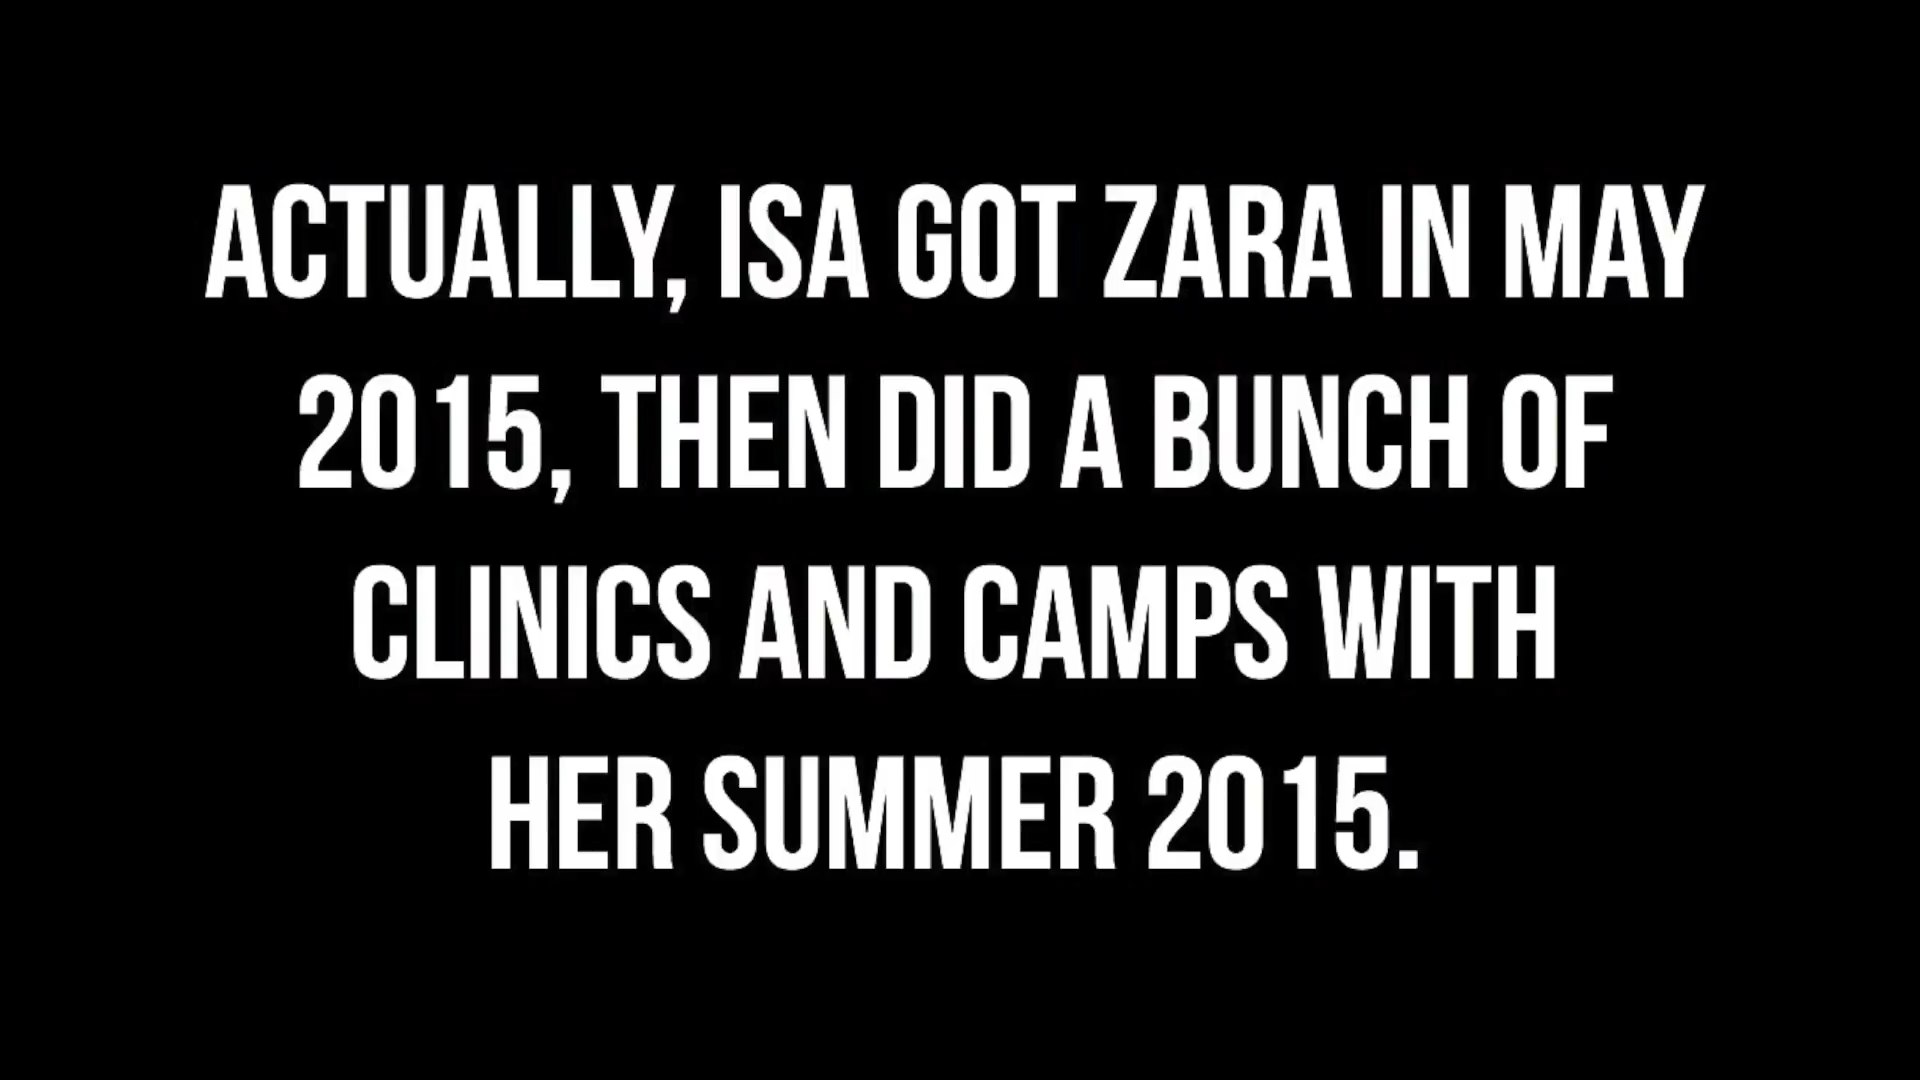 ACTUALLY, ISA GOT ZARA IN MAY
2015, THEN DID A BUNCH OF
CLINICS AND CAMPS WITH
HER SUMMER 2015.